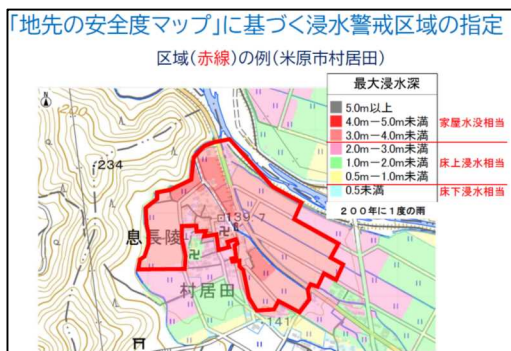 「地先の安全度マップ」に基づく浸水警戒区域の指定
区域(赤線)の例(米原市村居田)
最大浸水深
5.0m以上
4.0m－5.0m未満
家屋水没相当
3.0m－4.0m未満
2.0m－3.0m未満
床上浸水相当
1.0m－2.0m未満
0.5m－1.0m未満
0.5未満
床下浸水相当
２００年に１度の雨
200
234
139.7
息長陵
村居田
141